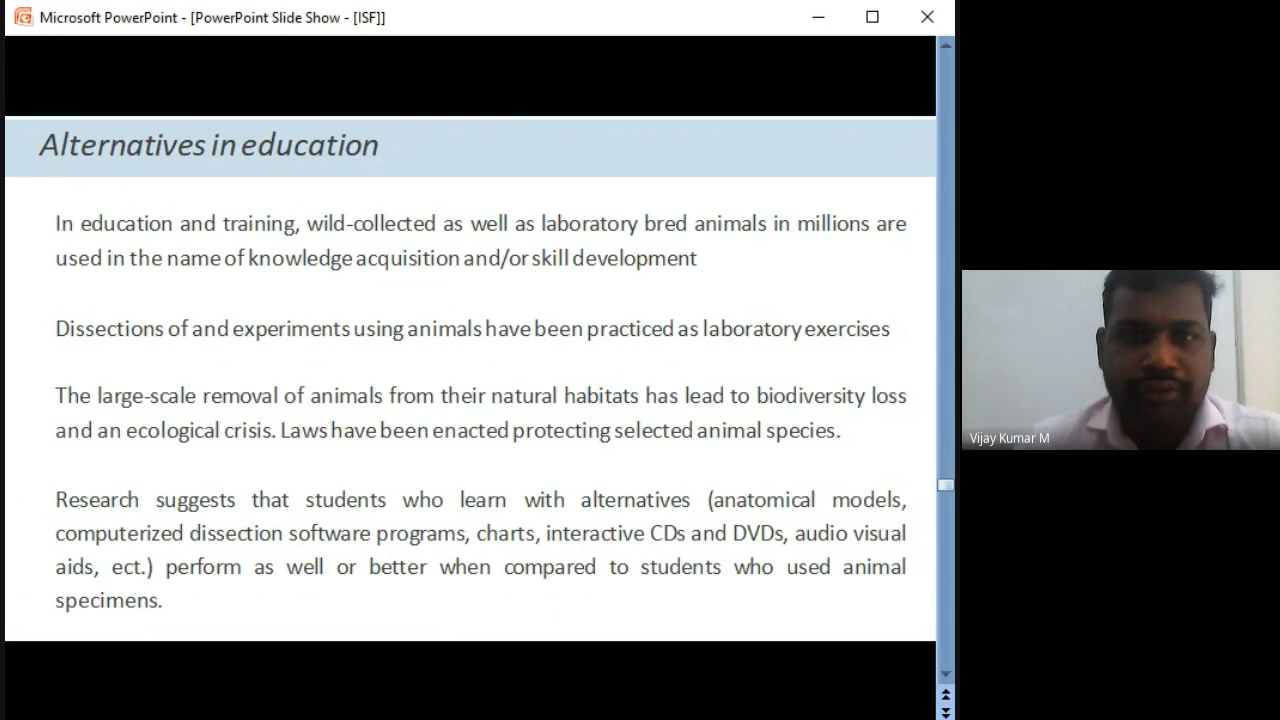 Microsoft PowerPoint - [PowerPoint Slide Show - [ISF]]
Alternatives in education
In education and training, wild-collected as well as laboratory bred animals in millions are
used in the name of knowledge acquisition and/or skill development
Dissections of and experiments using animals have been practiced as laboratory exercises
The large-scale removal of animals from their natural habitats has lead to biodiversity loss
and an ecological crisis. Laws have been enacted protecting selected animal species.
Research suggests that students who learn with alternatives (anatomical models,
computerized dissection software programs, charts, interactive CDs and DVDs, audio visual
aids, ect.) perform as well or better when compared to students who used animal
specimens.
Vijay Kumar M